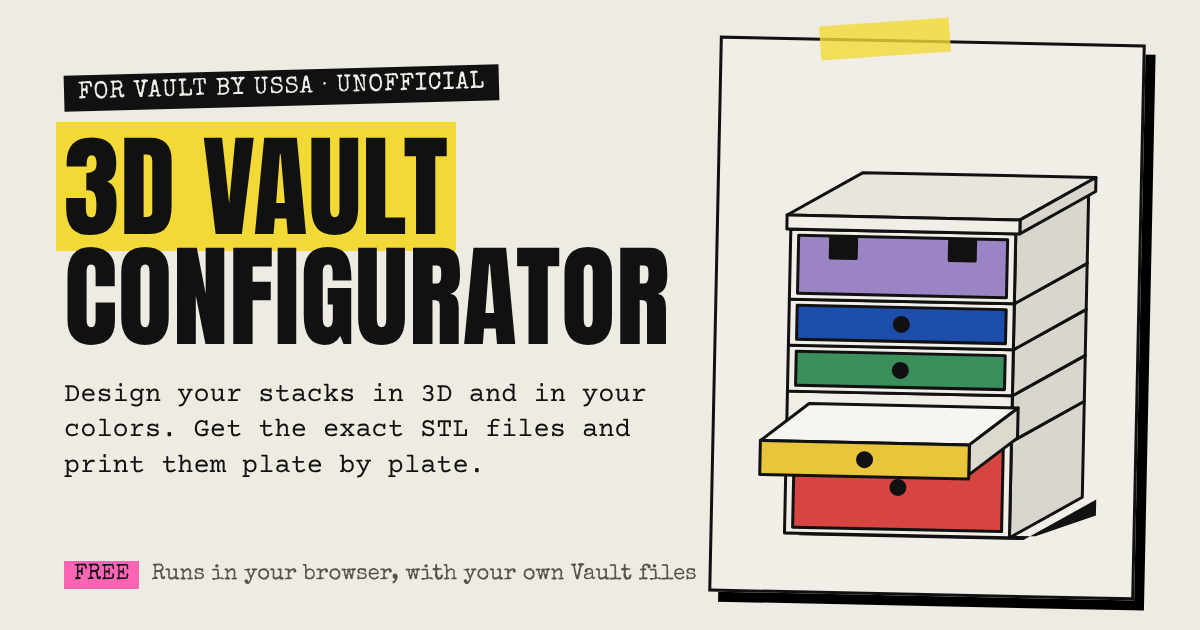 FOR VAULT BY USSA · UNOFFICIAL
3D VAULT
CONFIGURATOR
Design your stacks in 3D and in your
colors. Get the exact STL files and
print them plate by plate.
FREE Runs in your browser, with your own Vault files